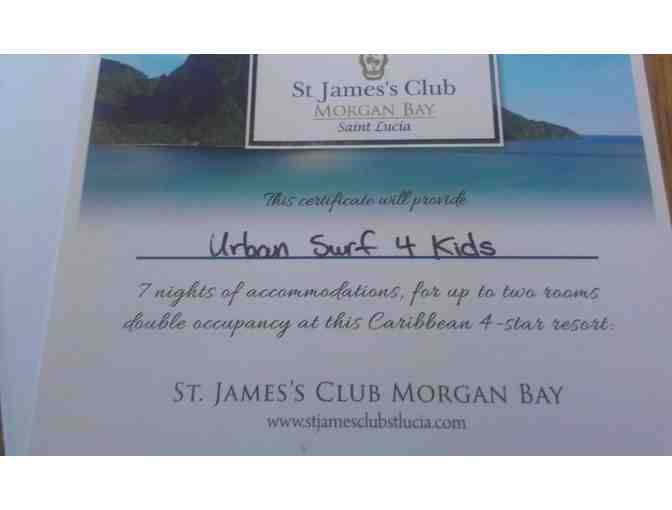 St. James's Club
MORGAN BAY
Saint Lucia
This certificate will provide
Urban Surf 4 Kids
7 nights of accommodations, for up to two rooms
double occupancy at this Caribbean 4-star resort:
ST. JAMES'S CLUB MORGAN BAY
www.stjamesclubstlucia.com